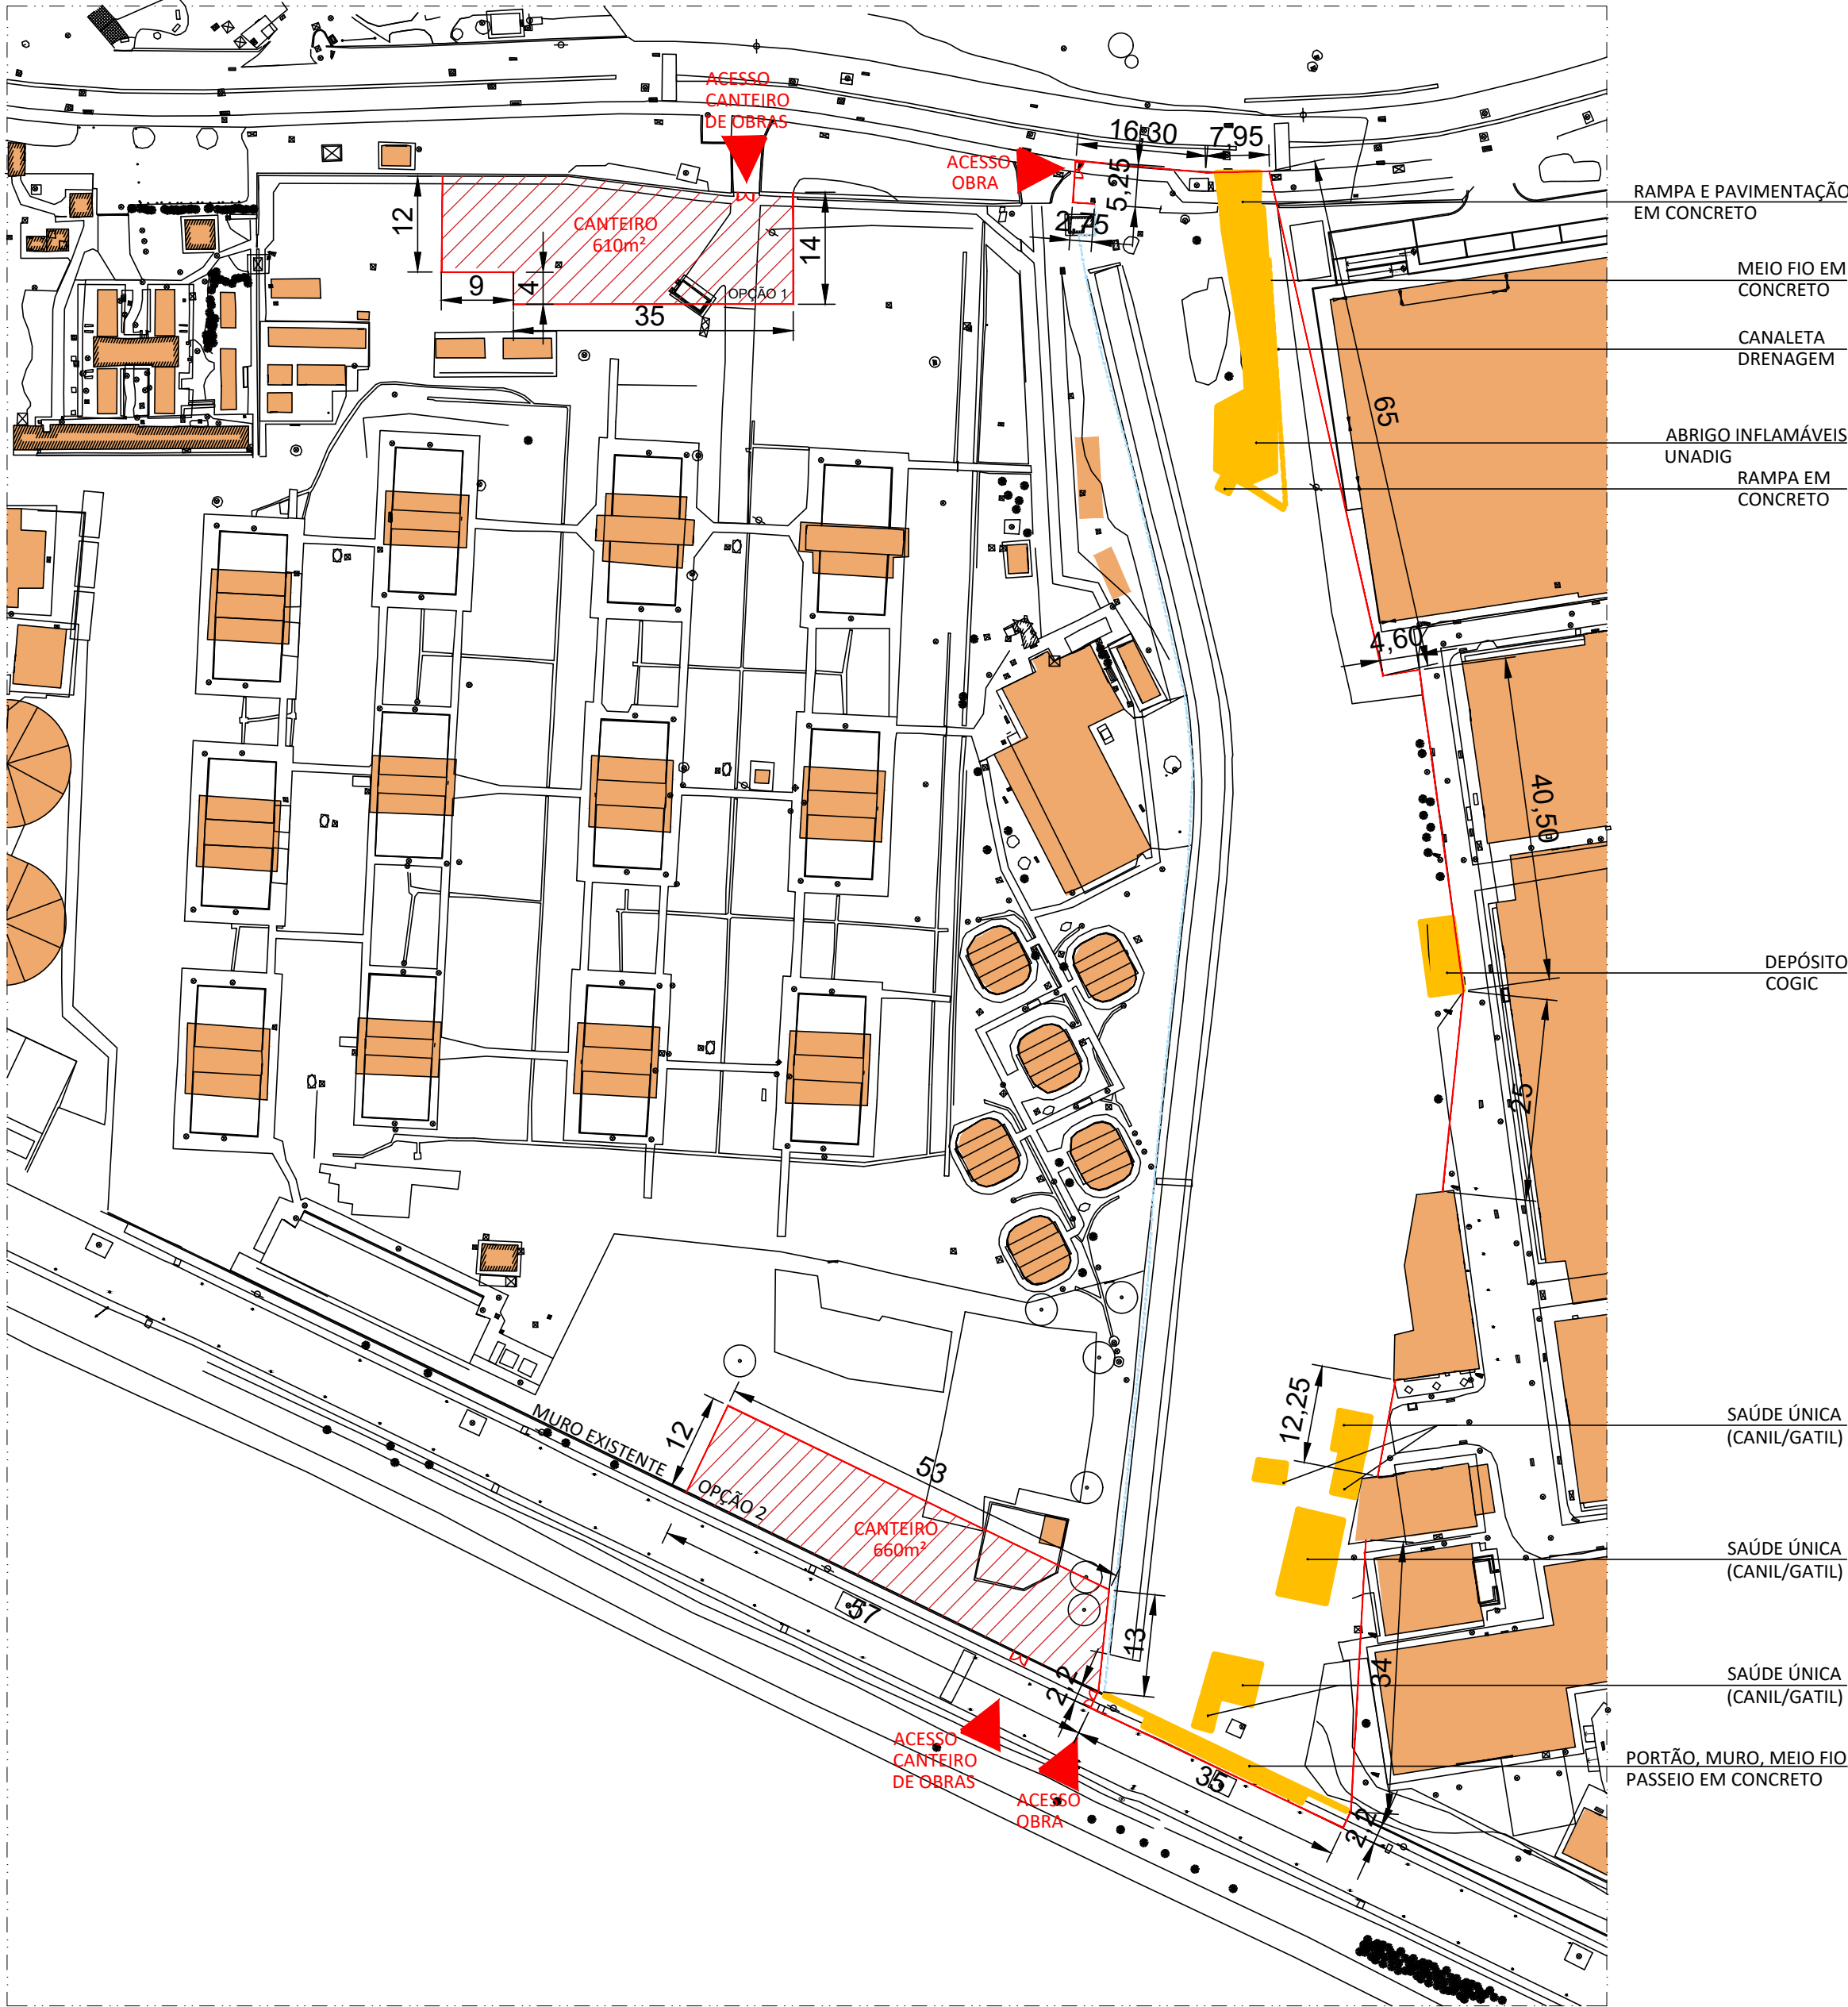 ACESSO
CANTEIRO
DE OBRAS
16,30
7,95
ACESSO
OBRA
5,25
2,75
RAMPA E PAVIMENTAÇÃO
EM CONCRETO
12
CANTEIRO
610m²
14
9
4
OPÇÃO 1
35
MEIO FIO EM
CONCRETO
CANALETA
DRENAGEM
65
ABRIGO INFLAMÁVEIS
UNADIG
RAMPA EM
CONCRETO
4,60
40,50
DEPÓSITO
COGIC
25
12,25
SAÚDE ÚNICA
(CANIL/GATIL)
MURO EXISTENTE
12
53
OPÇÃO 2
CANTEIRO
660m²
SAÚDE ÚNICA
(CANIL/GATIL)
57
13
2,2
34
SAÚDE ÚNICA
(CANIL/GATIL)
ACESSO
CANTEIRO
DE OBRAS
PORTÃO, MURO, MEIO FIO
PASSEIO EM CONCRETO
35
ACESSO
OBRA
2,2